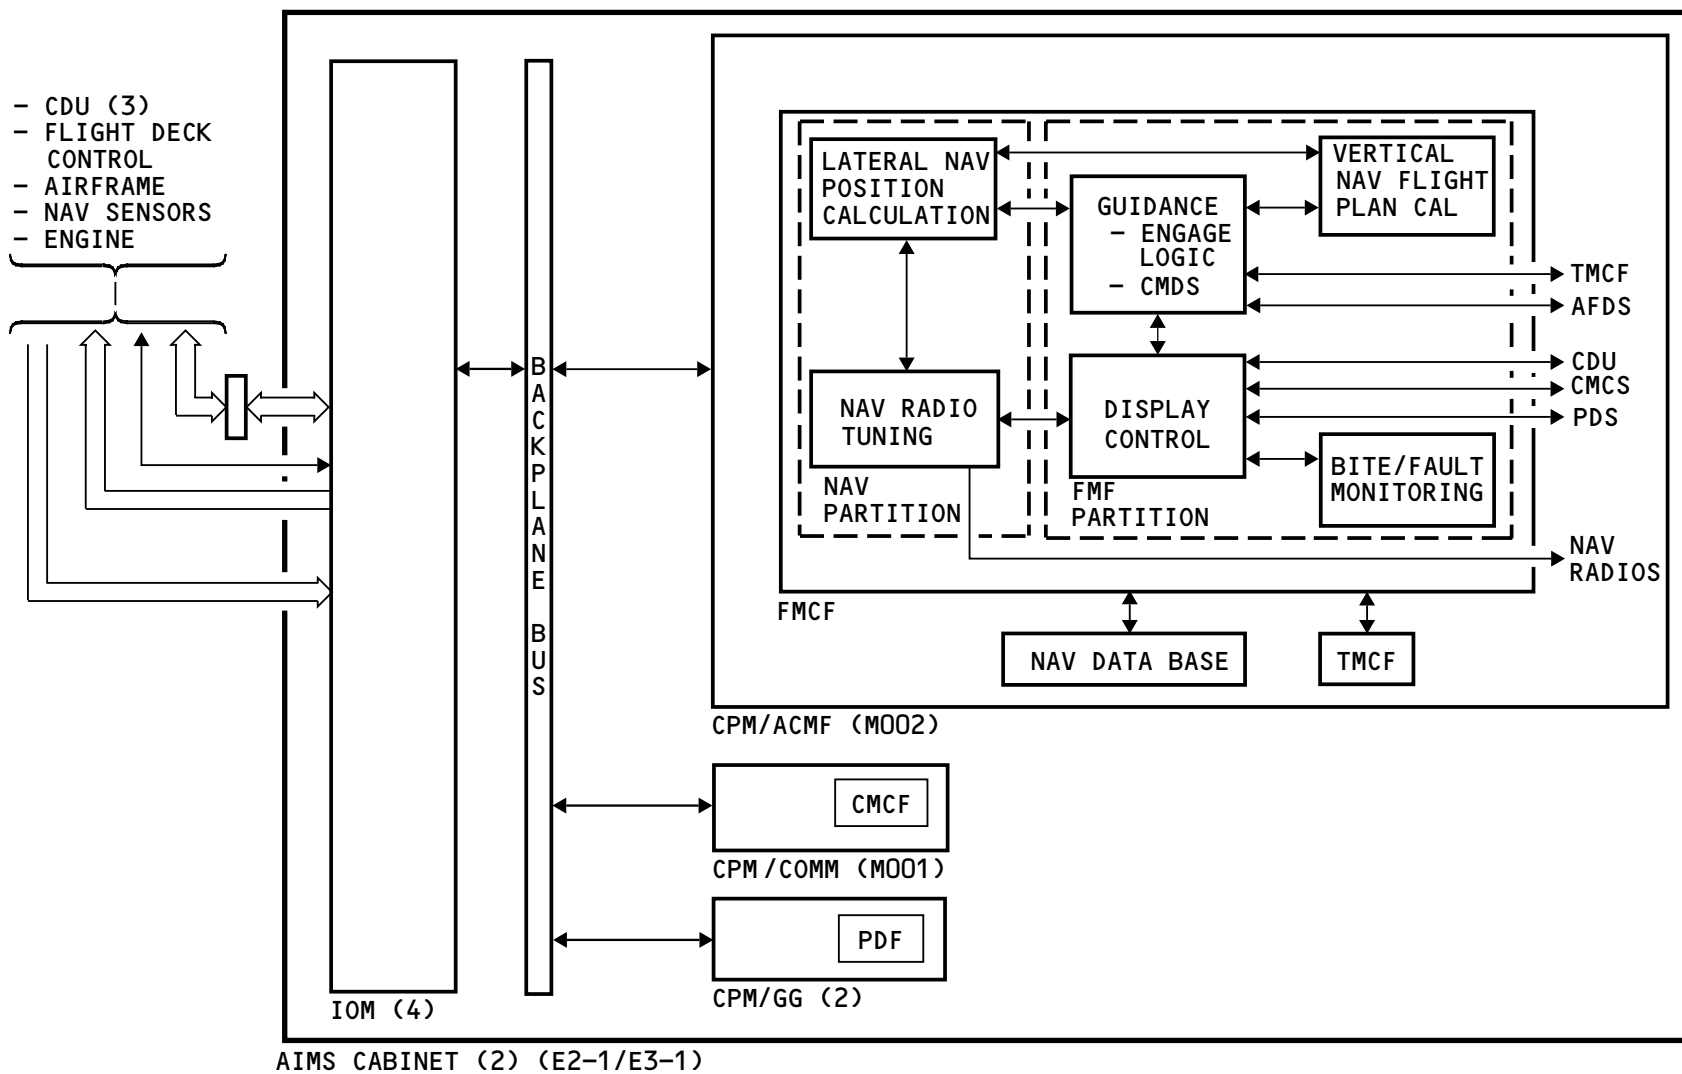 – CDU (3)
– FLIGHT DECK
CONTROL
– AIRFRAME
– NAV SENSORS
– ENGINE
BACKPLANE BUS
LATERAL NAV
POSITION
CALCULATION
GUIDANCE
– ENGAGE
LOGIC
– CMDS
VERTICAL
NAV FLIGHT
PLAN CAL
TMCF
AFDS
CDU
CMCS
PDS
NAV RADIO
TUNING
DISPLAY
CONTROL
BITE/FAULT
MONITORING
NAV
PARTITION
FMF
PARTITION
NAV
RADIOS
FMCF
NAV DATA BASE
TMCF
CPM/ACMF (M002)
CMCF
CPM/COMM (M001)
PDF
CPM/GG (2)
IOM (4)
AIMS CABINET (2) (E2–1/E3–1)